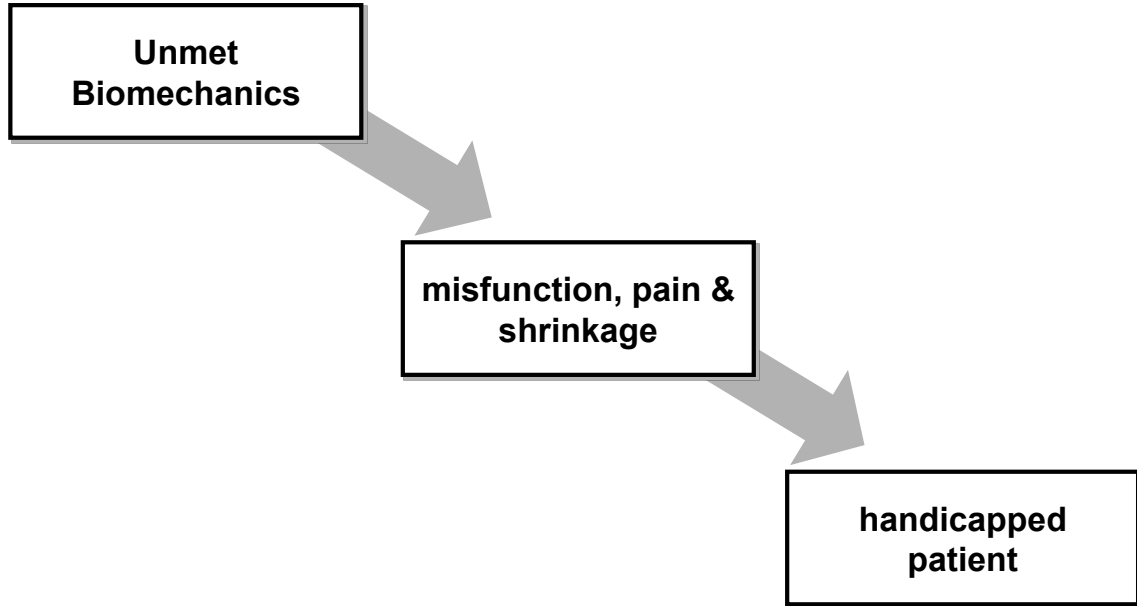 Unmet
Biomechanics
misfunction, pain &
shrinkage
handicapped
patient